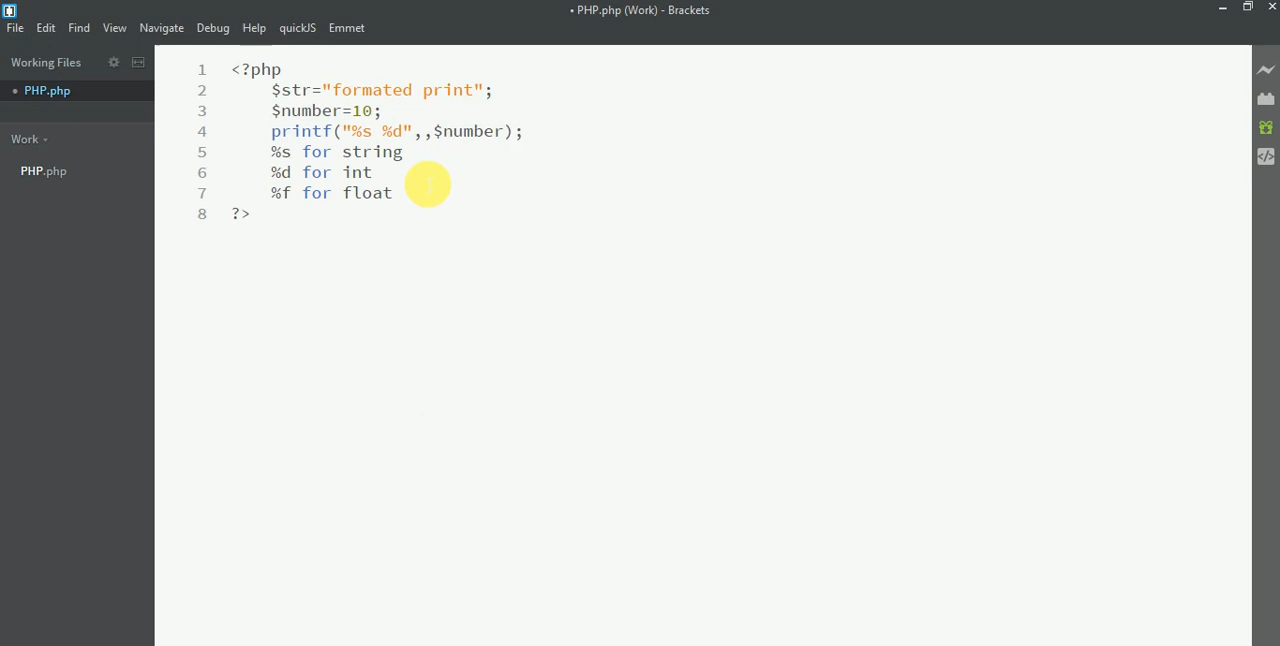 • PHP.php (Work) - Brackets
File Edit Find View Navigate Debug Help quickJS Emmet
Working Files
• PHP.php
Work
PHP.php
1 <?php
2 $str="formated print";
3 $number=10;
4 printf("%s %d",,$number);
5 %s for string
6 %d for int
7 %f for float
8 ?>